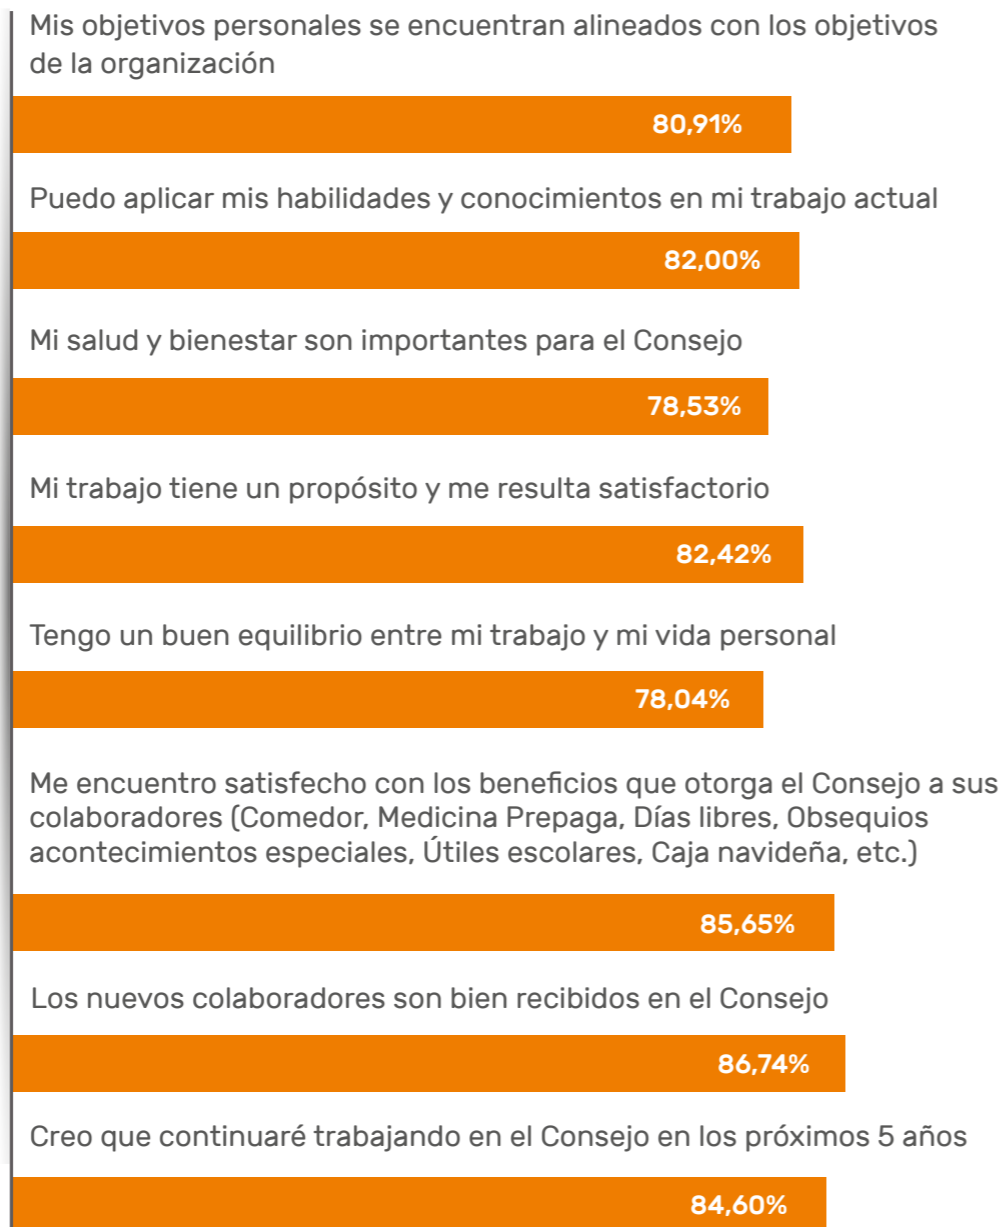 Mis objetivos personales se encuentran alineados con los objetivos
de la organización
80,91%
Puedo aplicar mis habilidades y conocimientos en mi trabajo actual
82,00%
Mi salud y bienestar son importantes para el Consejo
78,53%
Mi trabajo tiene un propósito y me resulta satisfactorio
82,42%
Tengo un buen equilibrio entre mi trabajo y mi vida personal
78,04%
Me encuentro satisfecho con los beneficios que otorga el Consejo a sus
colaboradores (Comedor, Medicina Prepaga, Días libres, Obsequios
acontecimientos especiales, Útiles escolares, Caja navideña, etc.)
85,65%
Los nuevos colaboradores son bien recibidos en el Consejo
86,74%
Creo que continuaré trabajando en el Consejo en los próximos 5 años
84,60%